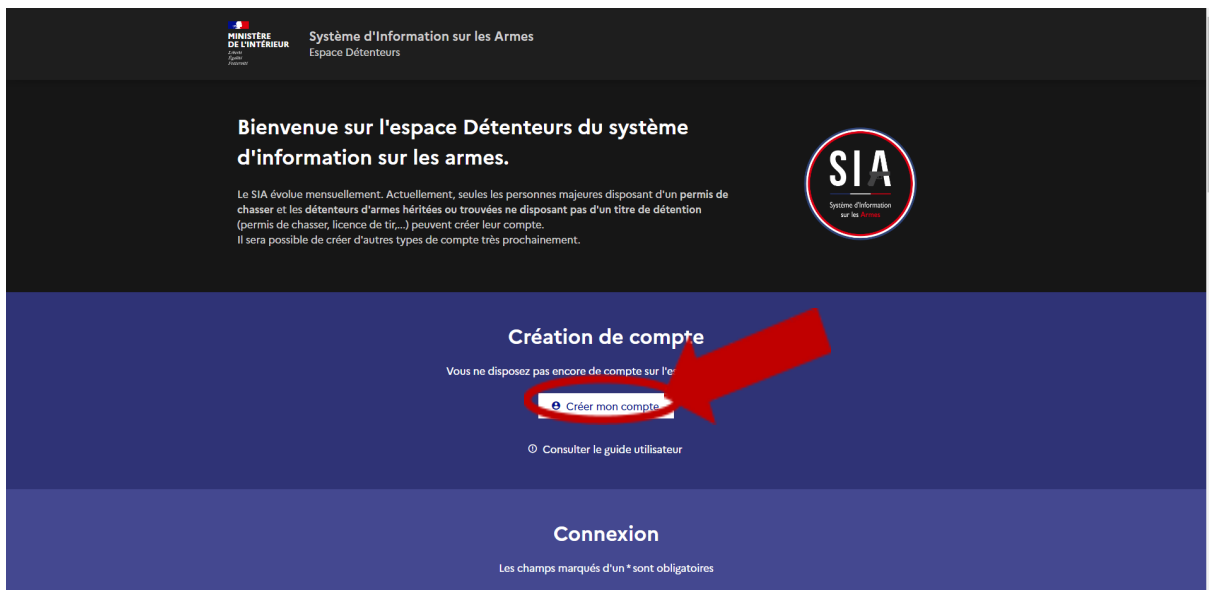 MINISTÈRE
DE L'INTÉRIEUR
Liberté
Égalité
Fraternité
Système d'Information sur les Armes
Espace Détenteurs
Bienvenue sur l'espace Détenteurs du système
d'information sur les armes.
Le SIA évolue mensuellement. Actuellement, seules les personnes majeures disposant d'un permis de
chasser et les détenteurs d'armes héritées ou trouvées ne disposant pas d'un titre de détention
(permis de chasser, licence de tir,...) peuvent créer leur compte.
Il sera possible de créer d'autres types de compte très prochainement.
SIA
Système d'Information
sur les Armes
Création de compte
Vous ne disposez pas encore de compte sur
Créer mon compte
Consulter le guide utilisateur
Connexion
Les champs marqués d'un * sont obligatoires